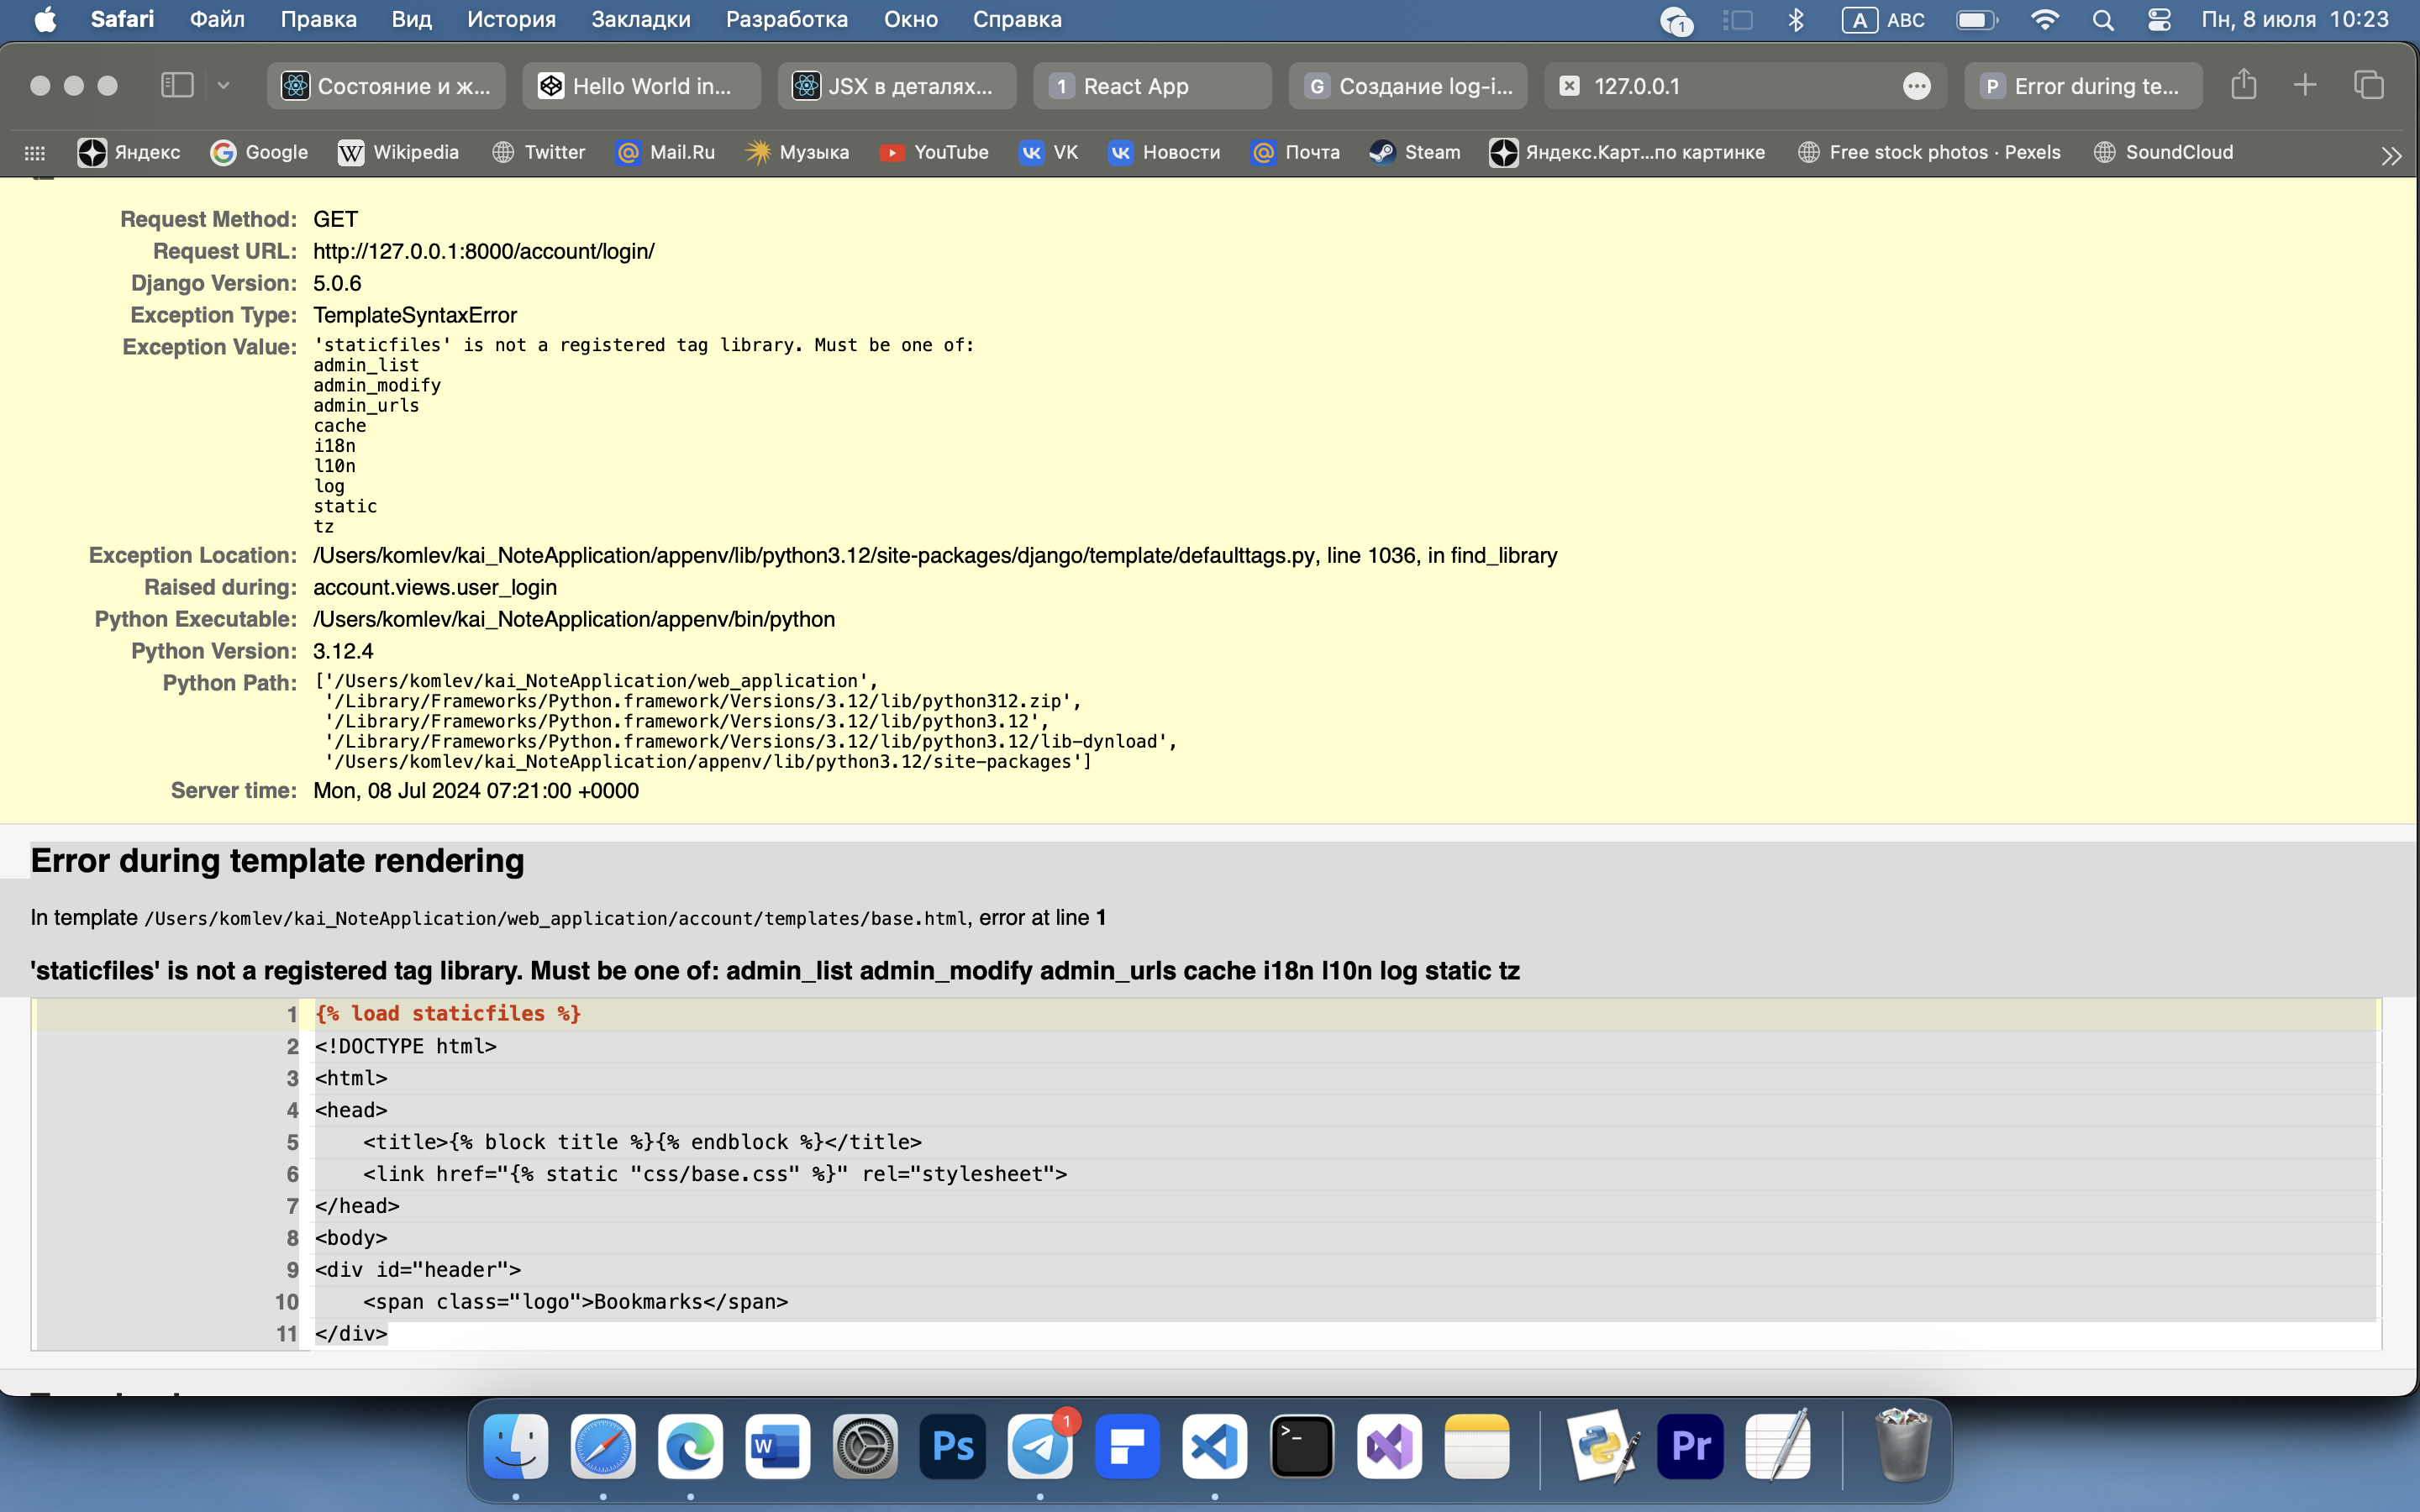 Safari Файл Правка Вид История Закладки Разработка Окно Справка 1 A ABC Пн, 8 июля 10:23
Состояние и ж... Hello World in... JSX в деталях... 1 React App G Создание log-i... 127.0.0.1 P Error during te...
Яндекс Google W Wikipedia Twitter @ Mail.Ru Музыка YouTube VK VK Новости @ Почта Steam Яндекс.Карт...по картинке Free stock photos · Pexels SoundCloud
Request Method: GET
Request URL: http://127.0.0.1:8000/account/login/
Django Version: 5.0.6
Exception Type: TemplateSyntaxError
Exception Value: 'staticfiles' is not a registered tag library. Must be one of:
admin_list
admin_modify
admin_urls
cache
i18n
l10n
log
static
tz
Exception Location: /Users/komlev/kai_NoteApplication/appenv/lib/python3.12/site-packages/django/template/defaulttags.py, line 1036, in find_library
Raised during: account.views.user_login
Python Executable: /Users/komlev/kai_NoteApplication/appenv/bin/python
Python Version: 3.12.4
Python Path: ['/Users/komlev/kai_NoteApplication/web_application',
'/Library/Frameworks/Python.framework/Versions/3.12/lib/python312.zip',
'/Library/Frameworks/Python.framework/Versions/3.12/lib/python3.12',
'/Library/Frameworks/Python.framework/Versions/3.12/lib/python3.12/lib-dynload',
'/Users/komlev/kai_NoteApplication/appenv/lib/python3.12/site-packages']
Server time: Mon, 08 Jul 2024 07:21:00 +0000
Error during template rendering
In template /Users/komlev/kai_NoteApplication/web_application/account/templates/base.html, error at line 1
'staticfiles' is not a registered tag library. Must be one of: admin_list admin_modify admin_urls cache i18n l10n log static tz
1 {% load staticfiles %}
2 <!DOCTYPE html>
3 <html>
4 <head>
5 <title>{% block title %}{% endblock %}</title>
6 <link href="{% static "css/base.css" %}" rel="stylesheet">
7 </head>
8 <body>
9 <div id="header">
10 <span class="logo">Bookmarks</span>
11 </div>
W Ps 1 >_ Pr